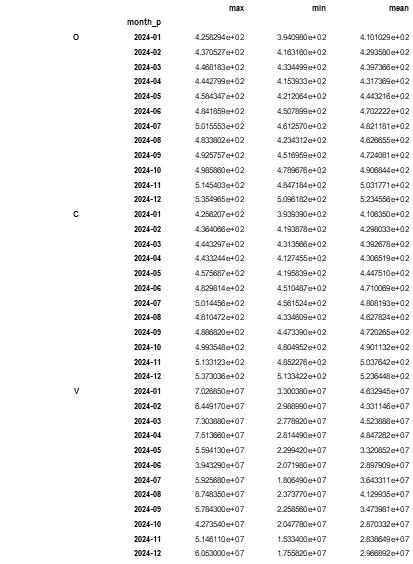 max min mean
month_p
O 2024-01 4.258294e+02 3.940980e+02 4.101029e+02
2024-02 4.370527e+02 4.163160e+02 4.293580e+02
2024-03 4.468183e+02 4.334499e+02 4.397366e+02
2024-04 4.442799e+02 4.153933e+02 4.317369e+02
2024-05 4.584347e+02 4.212064e+02 4.443216e+02
2024-06 4.841859e+02 4.507899e+02 4.702222e+02
2024-07 5.015553e+02 4.612570e+02 4.821181e+02
2024-08 4.833802e+02 4.234312e+02 4.626655e+02
2024-09 4.925757e+02 4.516959e+02 4.724081e+02
2024-10 4.985860e+02 4.789676e+02 4.906844e+02
2024-11 5.145403e+02 4.847184e+02 5.031771e+02
2024-12 5.354965e+02 5.096182e+02 5.234556e+02
C 2024-01 4.256207e+02 3.939390e+02 4.106350e+02
2024-02 4.364066e+02 4.193878e+02 4.298033e+02
2024-03 4.443297e+02 4.313566e+02 4.392678e+02
2024-04 4.433244e+02 4.127455e+02 4.306519e+02
2024-05 4.575687e+02 4.195839e+02 4.447510e+02
2024-06 4.829814e+02 4.510487e+02 4.710069e+02
2024-07 5.014456e+02 4.561524e+02 4.808193e+02
2024-08 4.810472e+02 4.334609e+02 4.627824e+02
2024-09 4.886820e+02 4.473390e+02 4.720265e+02
2024-10 4.993548e+02 4.804952e+02 4.901132e+02
2024-11 5.133123e+02 4.852276e+02 5.037642e+02
2024-12 5.373036e+02 5.133422e+02 5.236448e+02
V 2024-01 7.026850e+07 3.300380e+07 4.632945e+07
2024-02 6.449170e+07 2.988990e+07 4.331146e+07
2024-03 7.303880e+07 2.778920e+07 4.523888e+07
2024-04 7.513660e+07 2.814490e+07 4.847282e+07
2024-05 5.594130e+07 2.299420e+07 3.320852e+07
2024-06 3.943290e+07 2.071980e+07 2.897909e+07
2024-07 5.925680e+07 1.806490e+07 3.643311e+07
2024-08 8.748350e+07 2.373770e+07 4.129935e+07
2024-09 5.784300e+07 2.258560e+07 3.473981e+07
2024-10 4.273540e+07 2.047780e+07 2.870332e+07
2024-11 5.146110e+07 1.533400e+07 2.838649e+07
2024-12 6.053000e+07 1.755820e+07 2.966892e+07